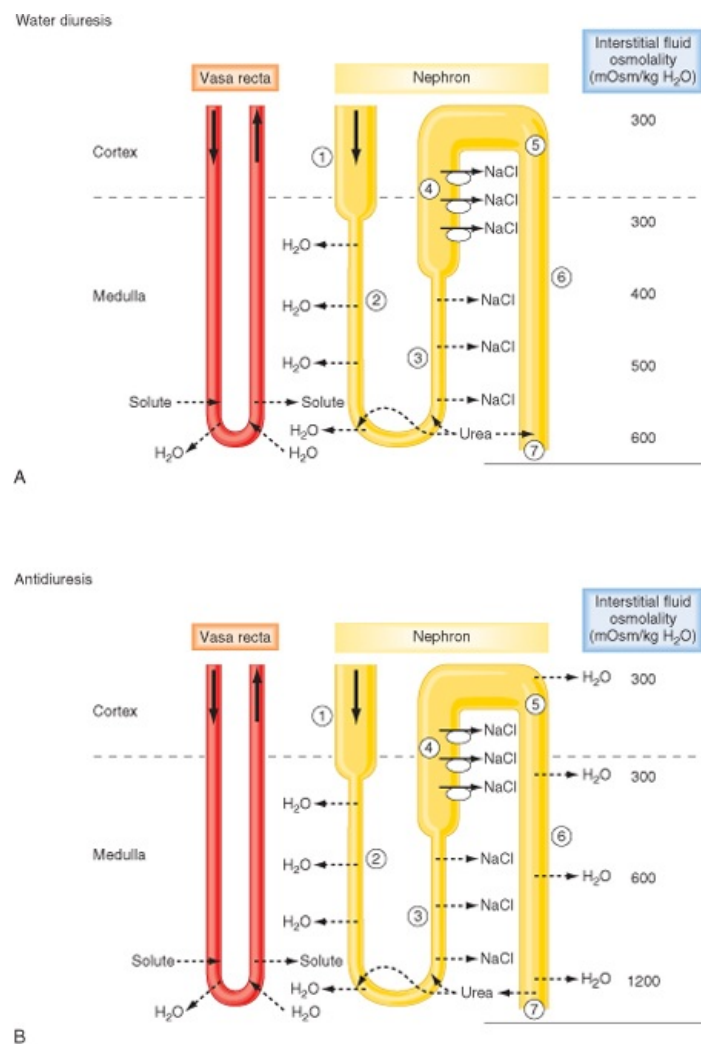 Water diuresis
Interstitial fluid
osmolality
(mOsm/kg H₂O)
Vasa recta
Nephron
300
Cortex
①
⑤
④
NaCl
NaCl
NaCl
300
H₂O
⑥
Medulla
H₂O
②
NaCl
400
③
NaCl
H₂O
500
Solute
Solute
NaCl
H₂O
Urea
600
H₂O
H₂O
⑦
A
Antidiuresis
Interstitial fluid
osmolality
(mOsm/kg H₂O)
Vasa recta
Nephron
H₂O
300
Cortex
①
⑤
④
NaCl
NaCl
NaCl
H₂O
300
H₂O
⑥
Medulla
H₂O
②
NaCl
H₂O
600
③
NaCl
H₂O
Solute
Solute
NaCl
H₂O
1200
H₂O
Urea
H₂O
H₂O
⑦
B